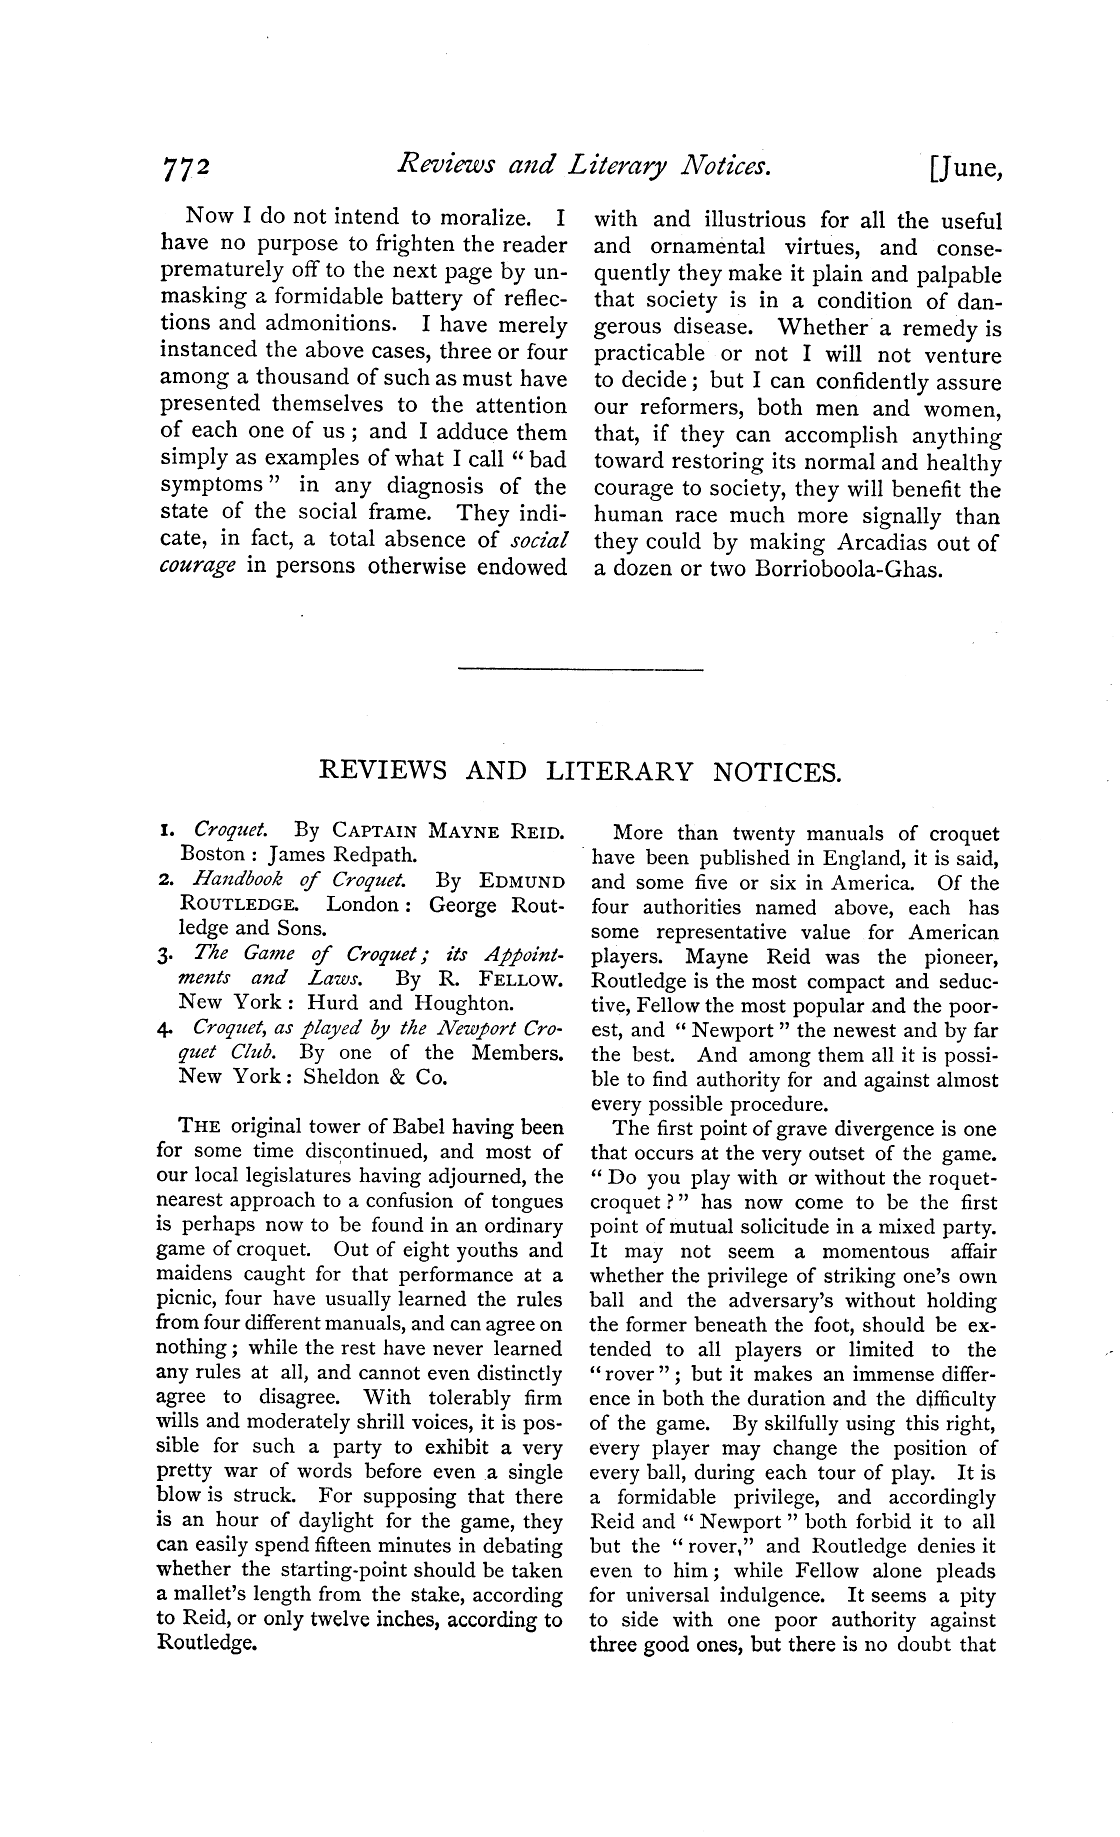 772 Reviews and Literary Notices. [June,
Now I do not intend to moralize. I
have no purpose to frighten the reader
prematurely off to the next page by un-
masking a formidable battery of reflec-
tions and admonitions. I have merely
instanced the above cases, three or four
among a thousand of such as must have
presented themselves to the attention
of each one of us; and I adduce them
simply as examples of what I call "bad
symptoms" in any diagnosis of the
state of the social frame. They indi-
cate, in fact, a total absence of social
courage in persons otherwise endowed
with and illustrious for all the useful
and ornamental virtues, and conse-
quently they make it plain and palpable
that society is in a condition of dan-
gerous disease. Whether a remedy is
practicable or not I will not venture
to decide; but I can confidently assure
our reformers, both men and women,
that, if they can accomplish anything
toward restoring its normal and healthy
courage to society, they will benefit the
human race much more signally than
they could by making Arcadias out of
a dozen or two Borrioboola-Ghas.
REVIEWS AND LITERARY NOTICES.
1. Croquet. By CAPTAIN MAYNE REID.
Boston: James Redpath.
2. Handbook of Croquet. By EDMUND
ROUTLEDGE. London: George Rout-
ledge and Sons.
3. The Game of Croquet; its Appoint-
ments and Laws. By R. FELLOW.
New York: Hurd and Houghton.
4. Croquet, as played by the Newport Cro-
quet Club. By one of the Members.
New York: Sheldon & Co.
THE original tower of Babel having been
for some time discontinued, and most of
our local legislatures having adjourned, the
nearest approach to a confusion of tongues
is perhaps now to be found in an ordinary
game of croquet. Out of eight youths and
maidens caught for that performance at a
picnic, four have usually learned the rules
from four different manuals, and can agree on
nothing; while the rest have never learned
any rules at all, and cannot even distinctly
agree to disagree. With tolerably firm
wills and moderately shrill voices, it is pos-
sible for such a party to exhibit a very
pretty war of words before even a single
blow is struck. For supposing that there
is an hour of daylight for the game, they
can easily spend fifteen minutes in debating
whether the starting-point should be taken
a mallet's length from the stake, according
to Reid, or only twelve inches, according to
Routledge.
More than twenty manuals of croquet
have been published in England, it is said,
and some five or six in America. Of the
four authorities named above, each has
some representative value for American
players. Mayne Reid was the pioneer,
Routledge is the most compact and seduc-
tive, Fellow the most popular and the poor-
est, and "Newport" the newest and by far
the best. And among them all it is possi-
ble to find authority for and against almost
every possible procedure.
The first point of grave divergence is one
that occurs at the very outset of the game.
"Do you play with or without the roquet-
croquet?" has now come to be the first
point of mutual solicitude in a mixed party.
It may not seem a momentous affair
whether the privilege of striking one's own
ball and the adversary's without holding
the former beneath the foot, should be ex-
tended to all players or limited to the
"rover"; but it makes an immense differ-
ence in both the duration and the difficulty
of the game. By skilfully using this right,
every player may change the position of
every ball, during each tour of play. It is
a formidable privilege, and accordingly
Reid and "Newport" both forbid it to all
but the "rover," and Routledge denies it
even to him; while Fellow alone pleads
for universal indulgence. It seems a pity
to side with one poor authority against
three good ones, but there is no doubt that